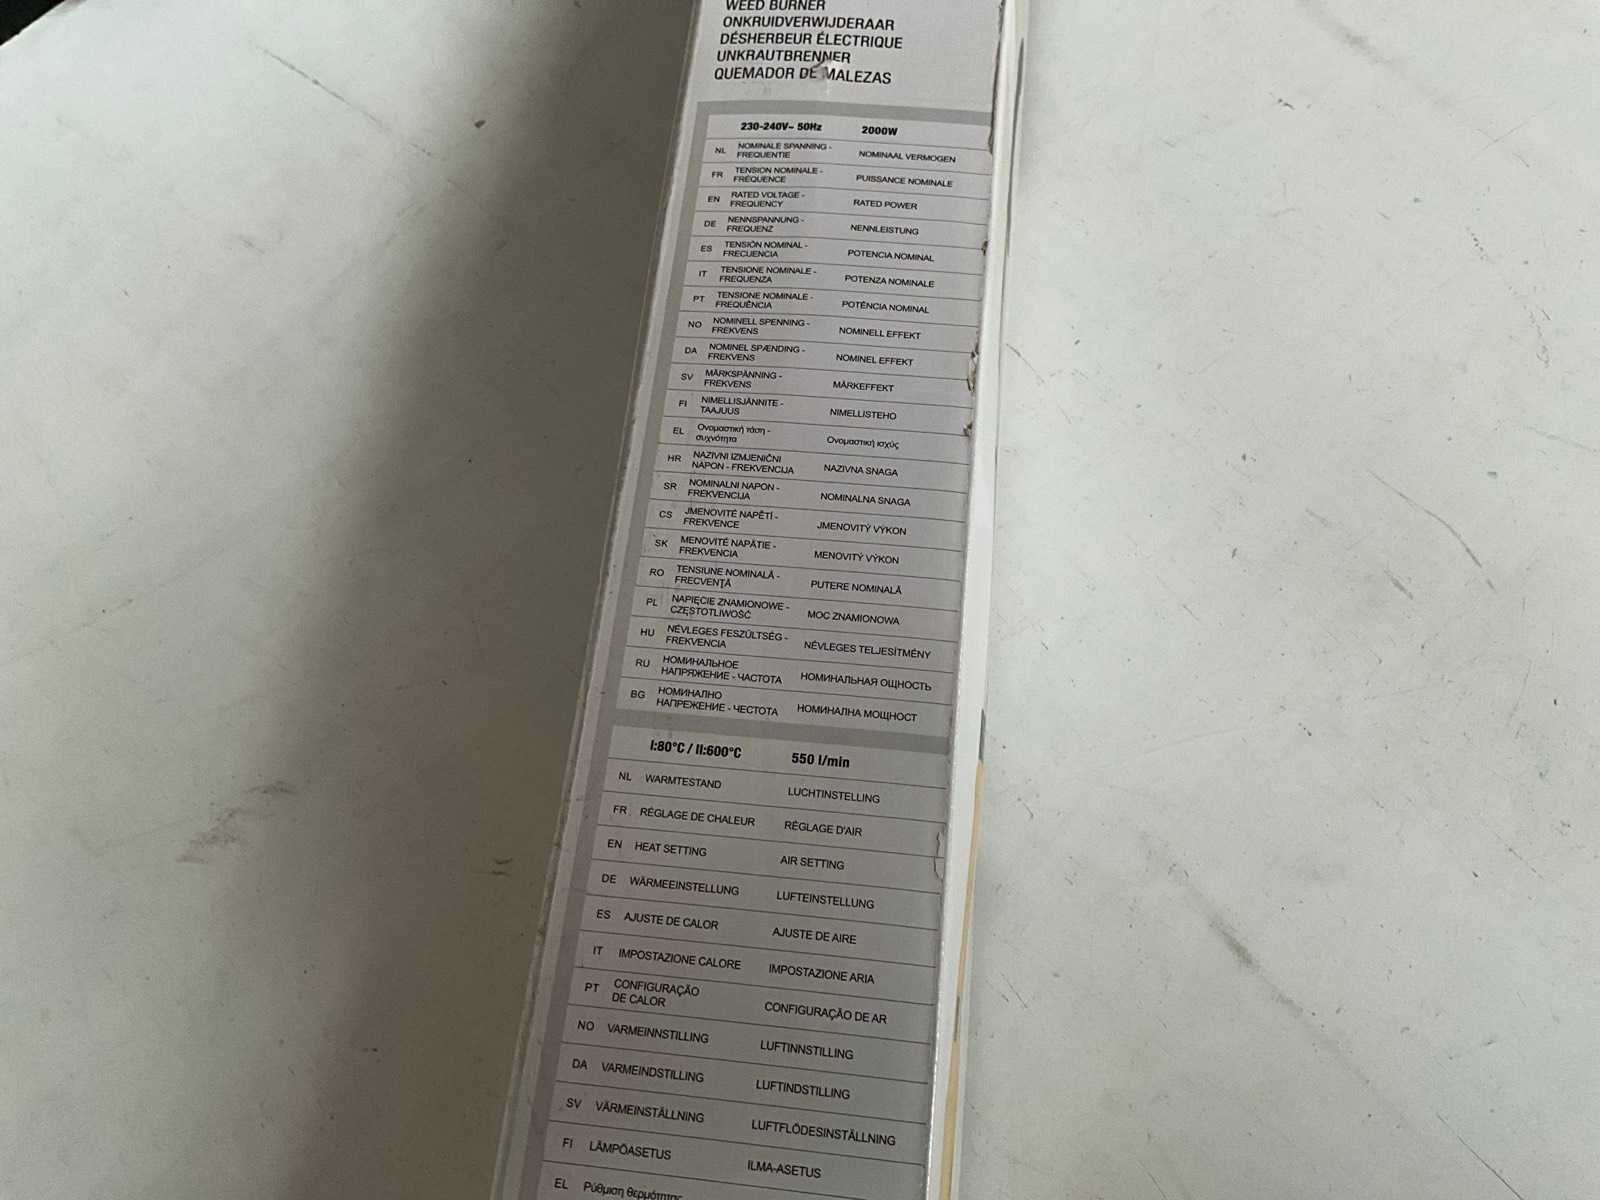 WEED BURNER
ONKRUIDVERWIJDERAAR
DÉSHERBEUR ÉLECTRIQUE
UNKRAUTBRENNER
QUEMADOR DE MALEZAS
230-240V~ 50Hz 2000W
NL NOMINALE SPANNING - FREQUENTIE NOMINAAL VERMOGEN
FR TENSION NOMINALE - FRÉQUENCE PUISSANCE NOMINALE
EN RATED VOLTAGE - FREQUENCY RATED POWER
DE NENNSPANNUNG - FREQUENZ NENNLEISTUNG
ES TENSIÓN NOMINAL - FRECUENCIA POTENCIA NOMINAL
IT TENSIONE NOMINALE - FREQUENZA POTENZA NOMINALE
PT TENSIONE NOMINALE - FREQUÊNCIA POTÊNCIA NOMINAL
NO NOMINELL SPENNING - FREKVENS NOMINELL EFFEKT
DA NOMINEL SPÆNDING - FREKVENS NOMINEL EFFEKT
SV MÄRKSPÄNNING - FREKVENS MÄRKEFFEKT
FI NIMELLISJÄNNITE - TAAJUUS NIMELLISTEHO
EL Ονομαστική τάση - συχνότητα Ονομαστική ισχύς
HR NAZIVNI IZMJENIČNI NAPON - FREKVENCIJA NAZIVNA SNAGA
SR NOMINALNI NAPON - FREKVENCIJA NOMINALNA SNAGA
CS JMENOVITÉ NAPĚTÍ - FREKVENCE JMENOVITÝ VÝKON
SK MENOVITÉ NAPÄTIE - FREKVENCIA MENOVITÝ VÝKON
RO TENSIUNE NOMINALĂ - FRECVENŢĂ PUTERE NOMINALĂ
PL NAPIĘCIE ZNAMIONOWE - CZĘSTOTLIWOŚĆ MOC ZNAMIONOWA
HU NÉVLEGES FESZÜLTSÉG - FREKVENCIA NÉVLEGES TELJESÍTMÉNY
RU НОМИНАЛЬНОЕ НАПРЯЖЕНИЕ - ЧАСТОТА НОМИНАЛЬНАЯ ОЩНОСТЬ
BG НОМИНАЛНО НАПРЕЖЕНИЕ - ЧЕСТОТА НОМИНАЛНА МОЩНОСТ
I:80°C / II:600°C 550 l/min
NL WARMTESTAND LUCHTINSTELLING
FR RÉGLAGE DE CHALEUR RÉGLAGE D'AIR
EN HEAT SETTING AIR SETTING
DE WÄRMEEINSTELLUNG LUFTEINSTELLUNG
ES AJUSTE DE CALOR AJUSTE DE AIRE
IT IMPOSTAZIONE CALORE IMPOSTAZIONE ARIA
PT CONFIGURAÇÃO DE CALOR CONFIGURAÇÃO DE AR
NO VARMEINNSTILLING LUFTINNSTILLING
DA VARMEINDSTILLING LUFTINDSTILLING
SV VÄRMEINSTÄLLNING LUFTFLÖDESINSTÄLLNING
FI LÄMPÖASETUS ILMA-ASETUS
EL Ρύθμιση θερμότητας